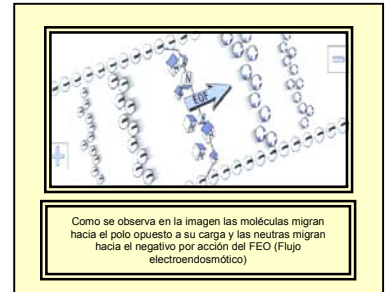 EOF
Como se observa en la imagen las moléculas migran
hacia el polo opuesto a su carga y las neutras migran
hacia el negativo por acción del FEO (Flujo
electroendosmótico)